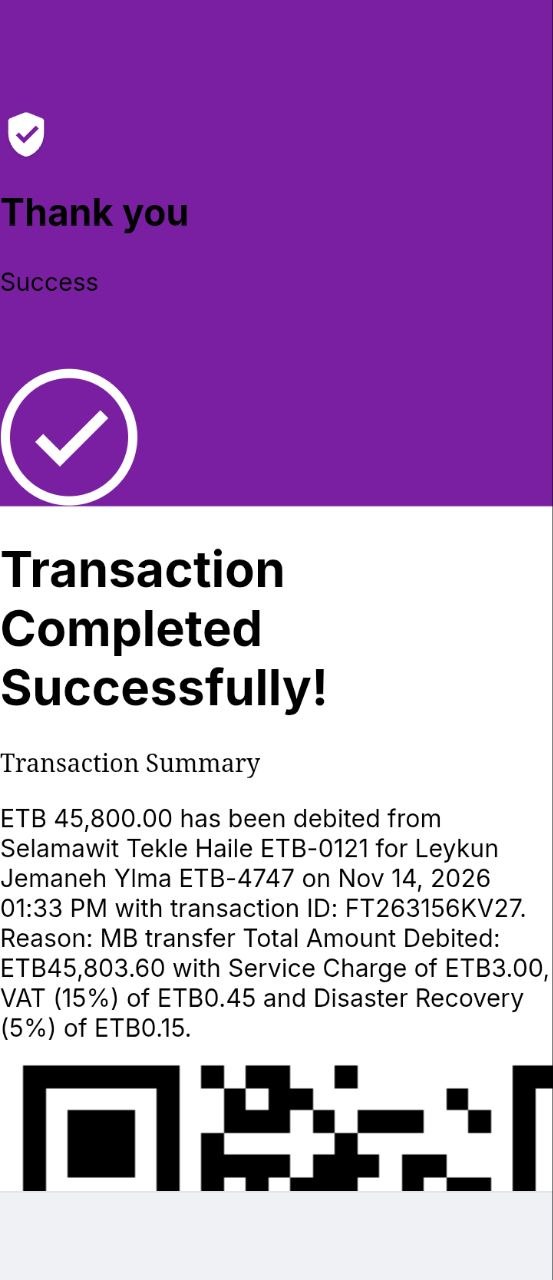 Thank you
Success
Transaction
Completed
Successfully!
Transaction Summary
ETB 45,800.00 has been debited from
Selamawit Tekle Haile ETB-0121 for Leykun
Jemaneh Ylma ETB-4747 on Nov 14, 2026
01:33 PM with transaction ID: FT263156KV27.
Reason: MB transfer Total Amount Debited:
ETB45,803.60 with Service Charge of ETB3.00,
VAT (15%) of ETB0.45 and Disaster Recovery
(5%) of ETB0.15.